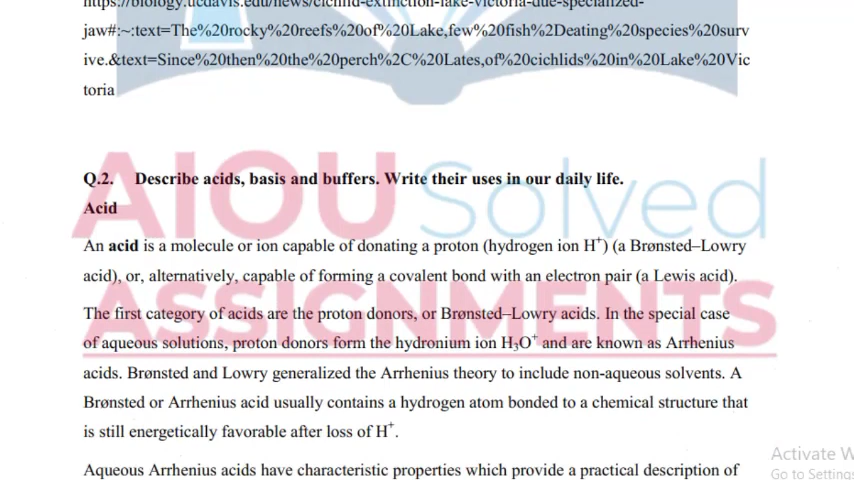 https://biology.ucdavis.edu/news/cichlid-extinction-lake-victoria-due-specialized-
jaw#:~:text=The%20rocky%20reefs%20of%20Lake,few%20fish%2Deating%20species%20surv
ive.&text=Since%20then%20the%20perch%2C%20Lates,of%20cichlids%20in%20Lake%20Vic
toria
AIOU Solved
ASSIGNMENTS
Q.2. Describe acids, basis and buffers. Write their uses in our daily life.
Acid
An acid is a molecule or ion capable of donating a proton (hydrogen ion H⁺) (a Brønsted–Lowry
acid), or, alternatively, capable of forming a covalent bond with an electron pair (a Lewis acid).
The first category of acids are the proton donors, or Brønsted–Lowry acids. In the special case
of aqueous solutions, proton donors form the hydronium ion H₃O⁺ and are known as Arrhenius
acids. Brønsted and Lowry generalized the Arrhenius theory to include non-aqueous solvents. A
Brønsted or Arrhenius acid usually contains a hydrogen atom bonded to a chemical structure that
is still energetically favorable after loss of H⁺.
Aqueous Arrhenius acids have characteristic properties which provide a practical description of
Activate W
Go to Settings